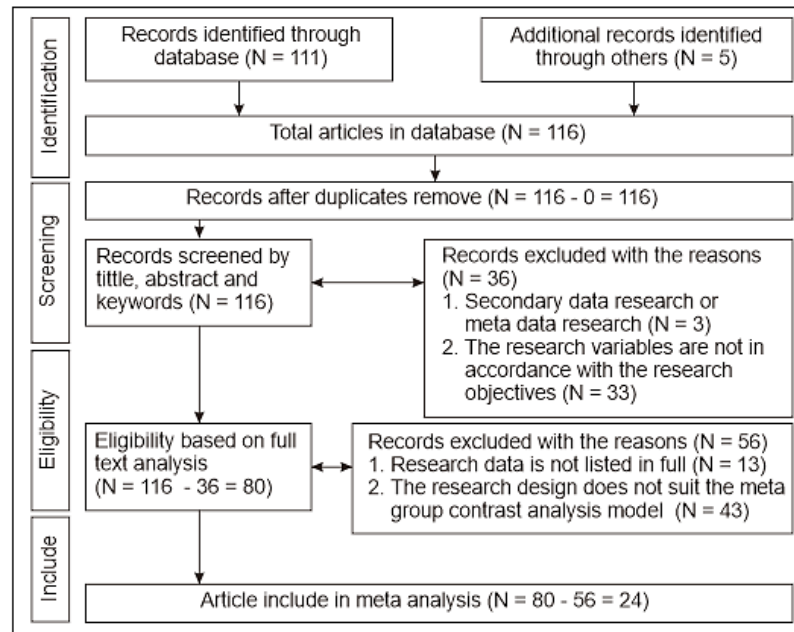 Identification
Records identified through
database (N = 111)
Additional records identified
through others (N = 5)
Total articles in database (N = 116)
Screening
Records after duplicates remove (N = 116 - 0 = 116)
Records screened by
tittle, abstract and
keywords (N = 116)
Records excluded with the reasons
(N = 36)
1. Secondary data research or
meta data research (N = 3)
2. The research variables are not in
accordance with the research
objectives (N = 33)
Eligibility
Eligibility based on full
text analysis
(N = 116 - 36 = 80)
Records excluded with the reasons (N = 56)
1. Research data is not listed in full (N = 13)
2. The research design does not suit the meta
group contrast analysis model (N = 43)
Include
Article include in meta analysis (N = 80 - 56 = 24)